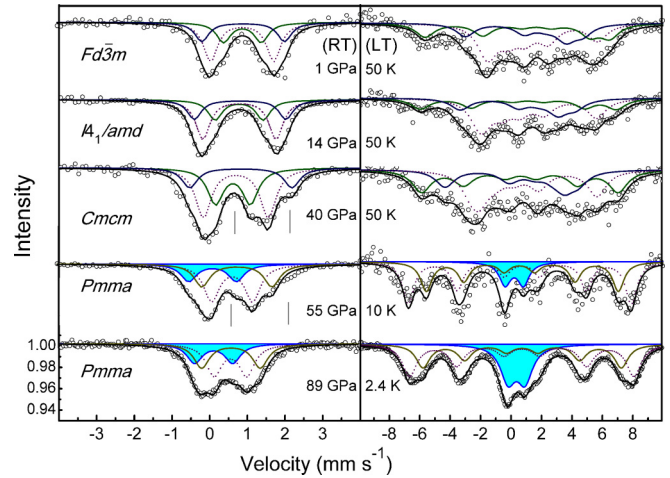 (RT) (LT)
Fd3̄m 1 GPa 50 K
I4₁/amd 14 GPa 50 K
Cmcm 40 GPa 50 K
Pmma 55 GPa 10 K
1.00
0.98 Pmma
0.96
89 GPa 2.4 K
0.94
-3 -2 -1 0 1 2 3 -8 -6 -4 -2 0 2 4 6 8
Velocity (mm s⁻¹)
Intensity